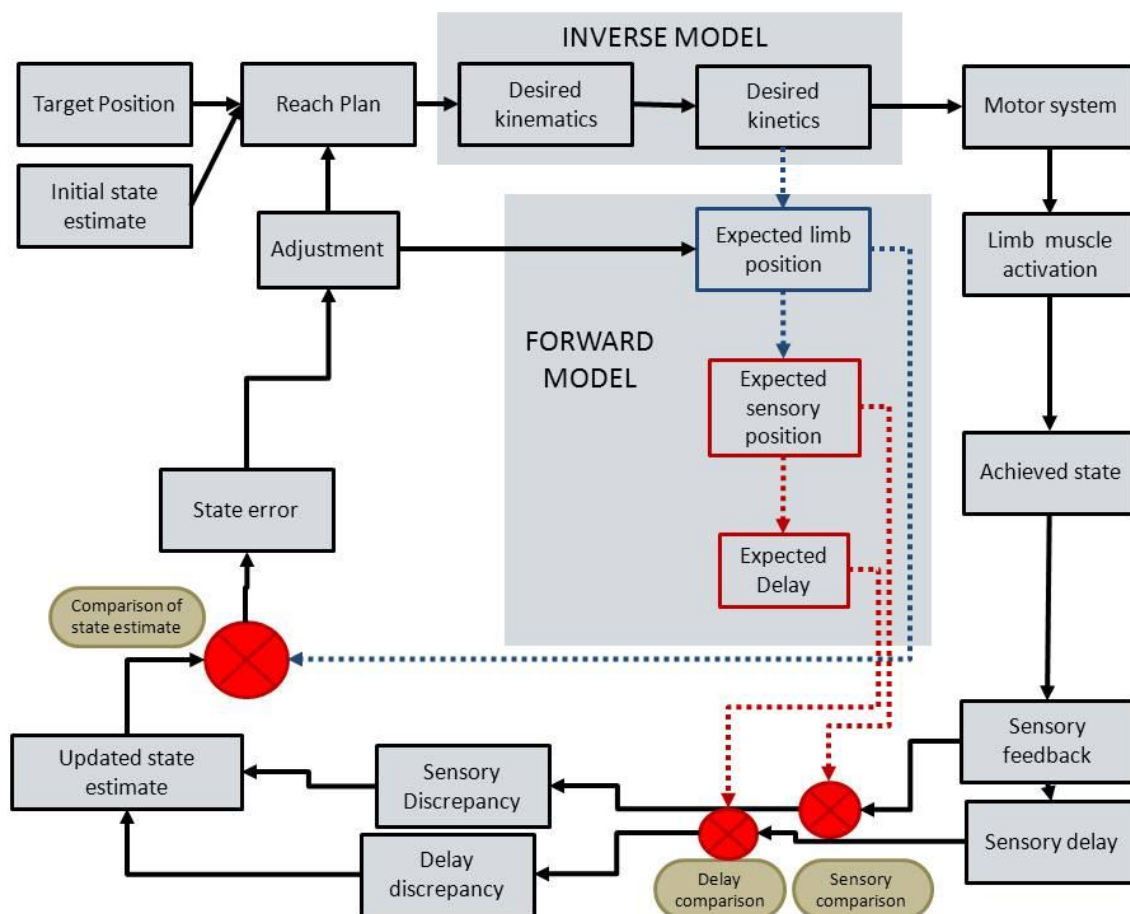 INVERSE MODEL
Target Position
Reach Plan
Desired
kinematics
Desired
kinetics
Motor system
Initial state
estimate
Adjustment
Expected limb
position
Limb muscle
activation
FORWARD
MODEL
Expected
sensory
position
Achieved state
State error
Expected
Delay
Comparison of
state estimate
Updated state
estimate
Sensory
Discrepancy
Sensory
feedback
Delay
discrepancy
Sensory delay
Delay
comparison
Sensory
comparison